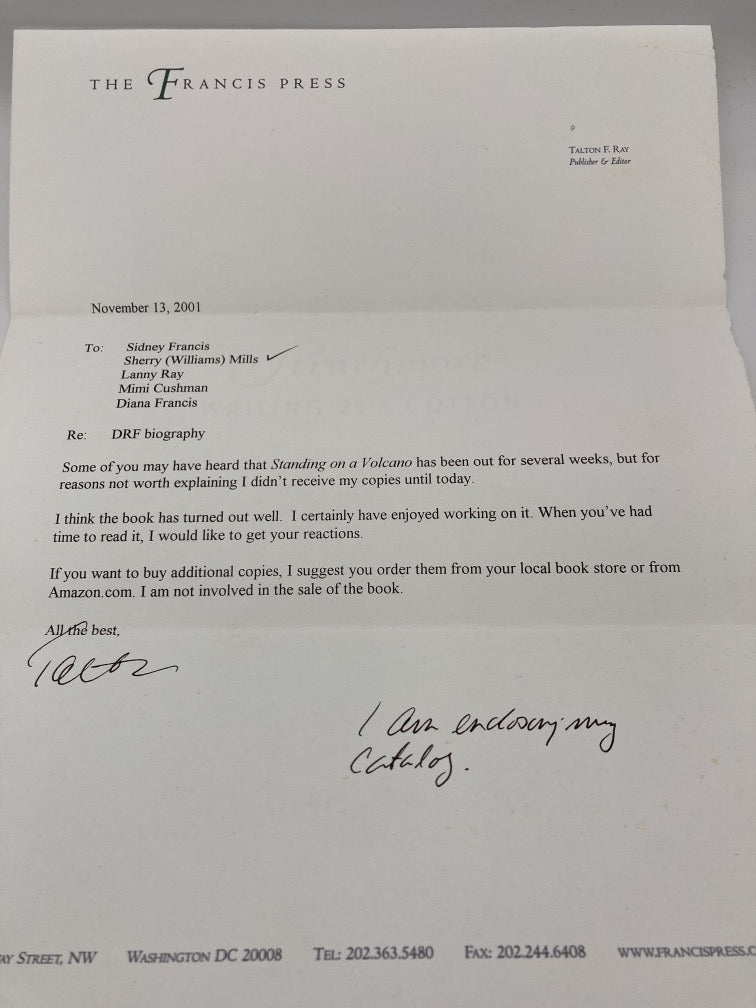 THE FRANCIS PRESS
TALTON F. RAY
Publisher & Editor
November 13, 2001
To: Sidney Francis
Sherry (Williams) Mills ✓
Lanny Ray
Mimi Cushman
Diana Francis
Re: DRF biography
Some of you may have heard that Standing on a Volcano has been out for several weeks, but for
reasons not worth explaining I didn't receive my copies until today.
I think the book has turned out well. I certainly have enjoyed working on it. When you've had
time to read it, I would like to get your reactions.
If you want to buy additional copies, I suggest you order them from your local book store or from
Amazon.com. I am not involved in the sale of the book.
All the best,
Talton
I am enclosing my
catalog.
AY STREET, NW WASHINGTON DC 20008 TEL: 202.363.5480 FAX: 202.244.6408 WWW.FRANCISPRESS.C